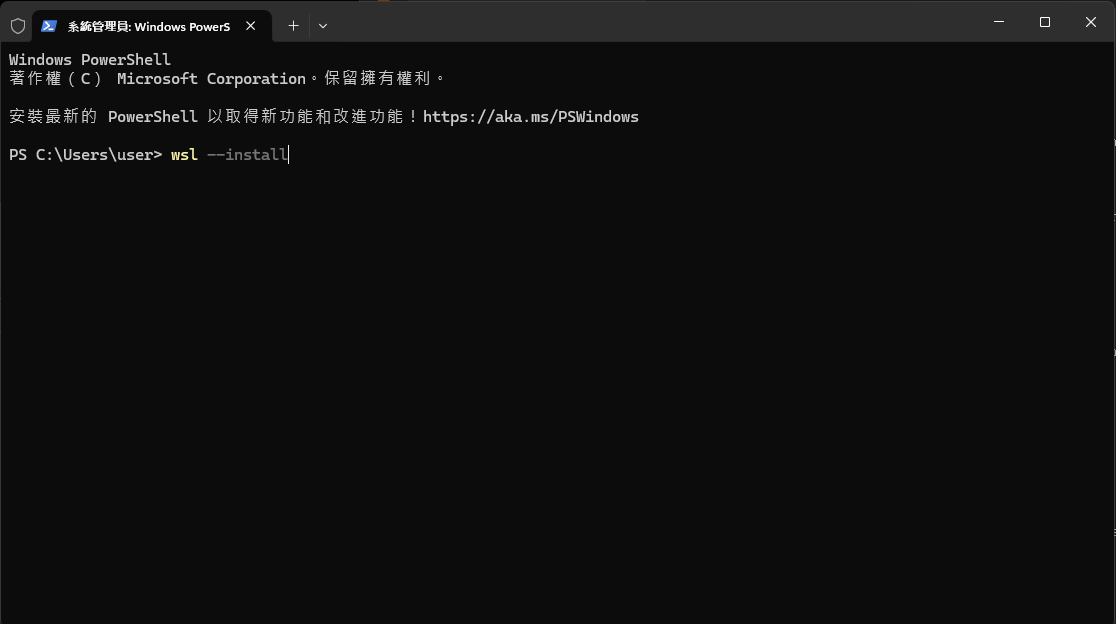 系統管理員: Windows PowerS
Windows PowerShell
著作權（C） Microsoft Corporation。保留擁有權利。
安裝最新的 PowerShell 以取得新功能和改進功能！https://aka.ms/PSWindows
PS C:\Users\user> wsl --install